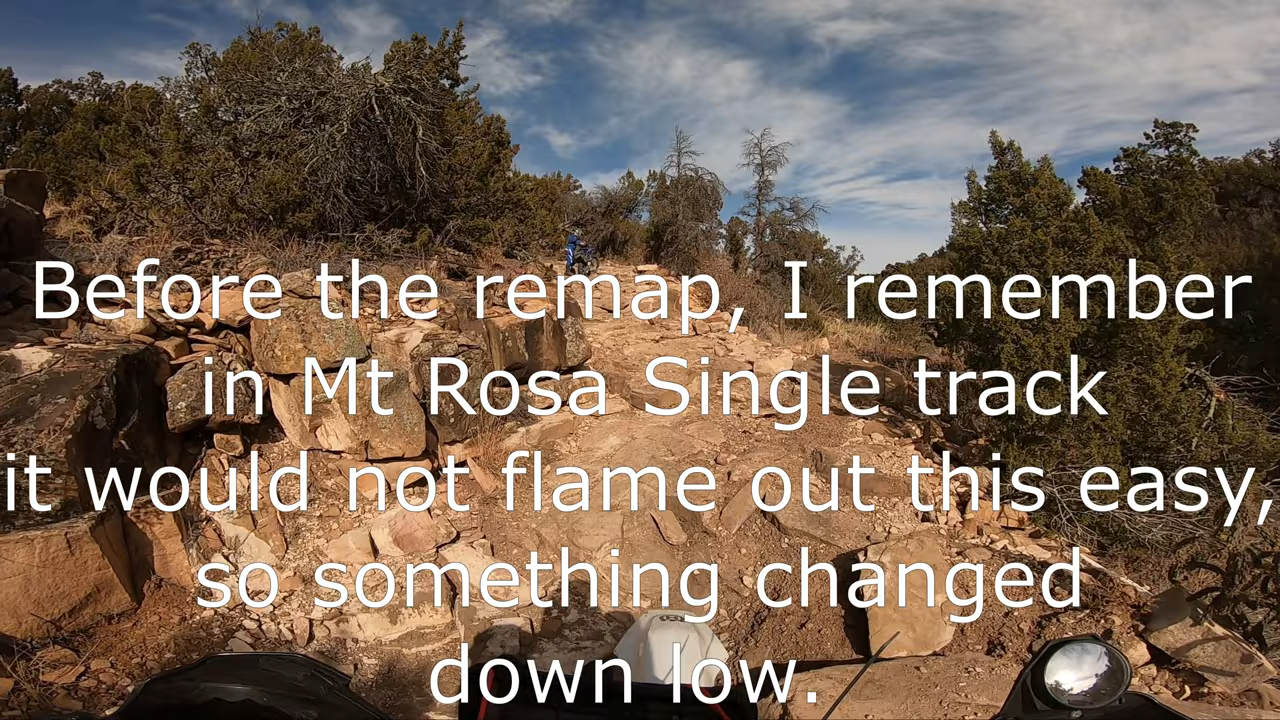 Before the remap, I remember
in Mt Rosa Single track
it would not flame out this easy,
so something changed
down low.